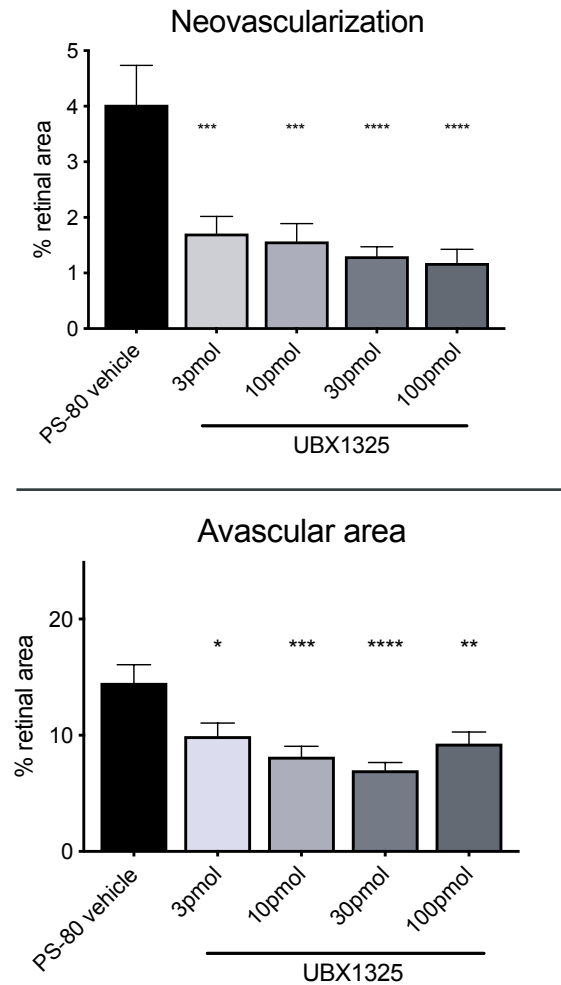 Neovascularization
% retinal area
5
4
3
2
1
0
*** *** **** ****
PS-80 vehicle 3pmol 10pmol 30pmol 100pmol
UBX1325
Avascular area
% retinal area
20
10
0
* *** **** **
PS-80 vehicle 3pmol 10pmol 30pmol 100pmol
UBX1325